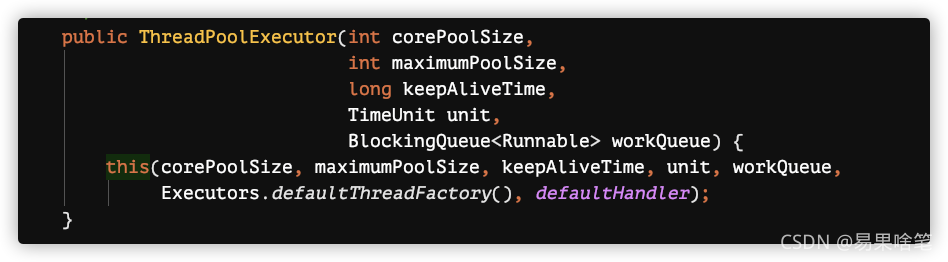 public ThreadPoolExecutor(int corePoolSize,
int maximumPoolSize,
long keepAliveTime,
TimeUnit unit,
BlockingQueue<Runnable> workQueue) {
this(corePoolSize, maximumPoolSize, keepAliveTime, unit, workQueue,
Executors.defaultThreadFactory(), defaultHandler);
}
CSDN @易果啥笔